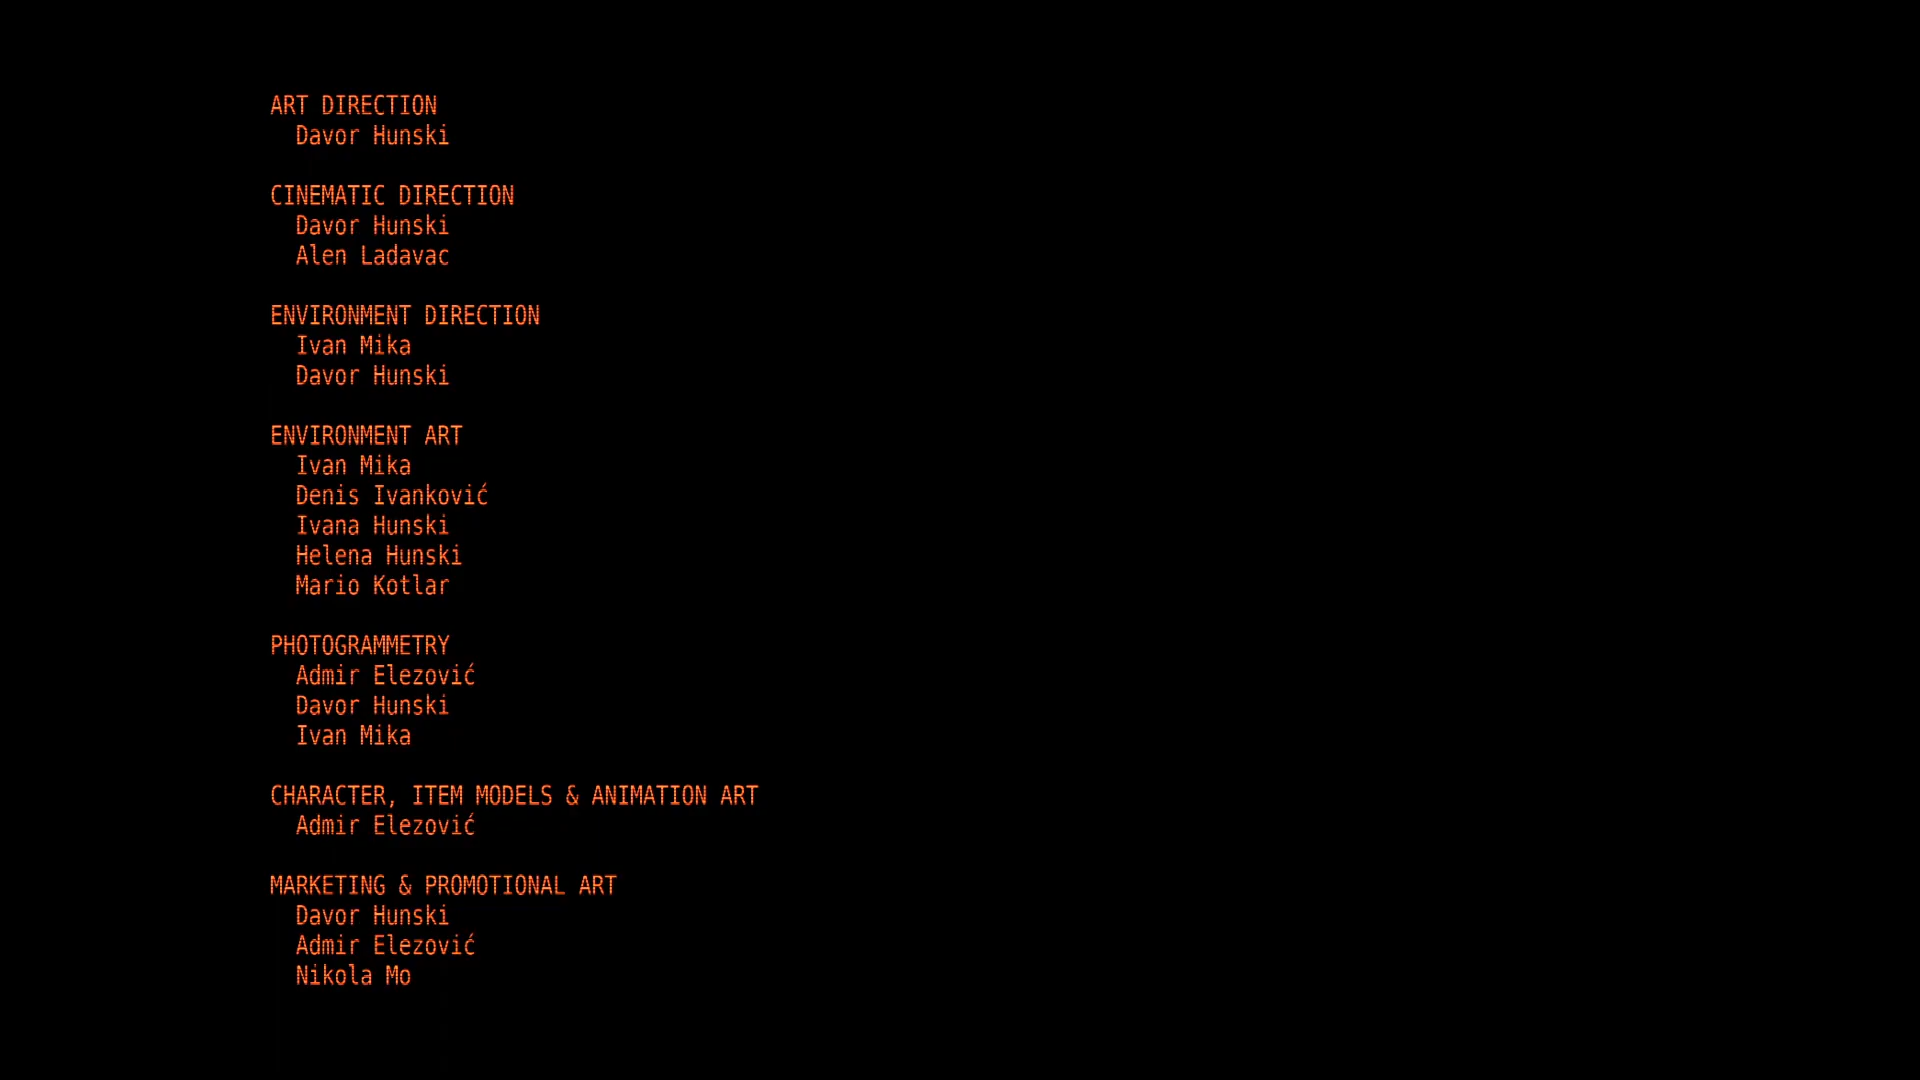 ART DIRECTION
Davor Hunski
CINEMATIC DIRECTION
Davor Hunski
Alen Ladavac
ENVIRONMENT DIRECTION
Ivan Mika
Davor Hunski
ENVIRONMENT ART
Ivan Mika
Denis Ivanković
Ivana Hunski
Helena Hunski
Mario Kotlar
PHOTOGRAMMETRY
Admir Elezović
Davor Hunski
Ivan Mika
CHARACTER, ITEM MODELS & ANIMATION ART
Admir Elezović
MARKETING & PROMOTIONAL ART
Davor Hunski
Admir Elezović
Nikola Mo